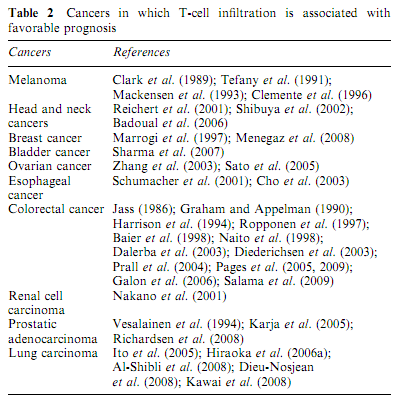 Table 2 Cancers in which T-cell infiltration is associated with
favorable prognosis
Cancers References
Melanoma Clark et al. (1989); Tefany et al. (1991);
Mackensen et al. (1993); Clemente et al. (1996)
Head and neck Reichert et al. (2001); Shibuya et al. (2002);
cancers Badoual et al. (2006)
Breast cancer Marrogi et al. (1997); Menegaz et al. (2008)
Bladder cancer Sharma et al. (2007)
Ovarian cancer Zhang et al. (2003); Sato et al. (2005)
Esophageal Schumacher et al. (2001); Cho et al. (2003)
cancer
Colorectal cancer Jass (1986); Graham and Appelman (1990);
Harrison et al. (1994); Ropponen et al. (1997);
Baier et al. (1998); Naito et al. (1998);
Dalerba et al. (2003); Diederichsen et al. (2003);
Prall et al. (2004); Pages et al. (2005, 2009);
Galon et al. (2006); Salama et al. (2009)
Renal cell Nakano et al. (2001)
carcinoma
Prostatic Vesalainen et al. (1994); Karja et al. (2005);
adenocarcinoma Richardsen et al. (2008)
Lung carcinoma Ito et al. (2005); Hiraoka et al. (2006a);
Al-Shibli et al. (2008); Dieu-Nosjean
et al. (2008); Kawai et al. (2008)